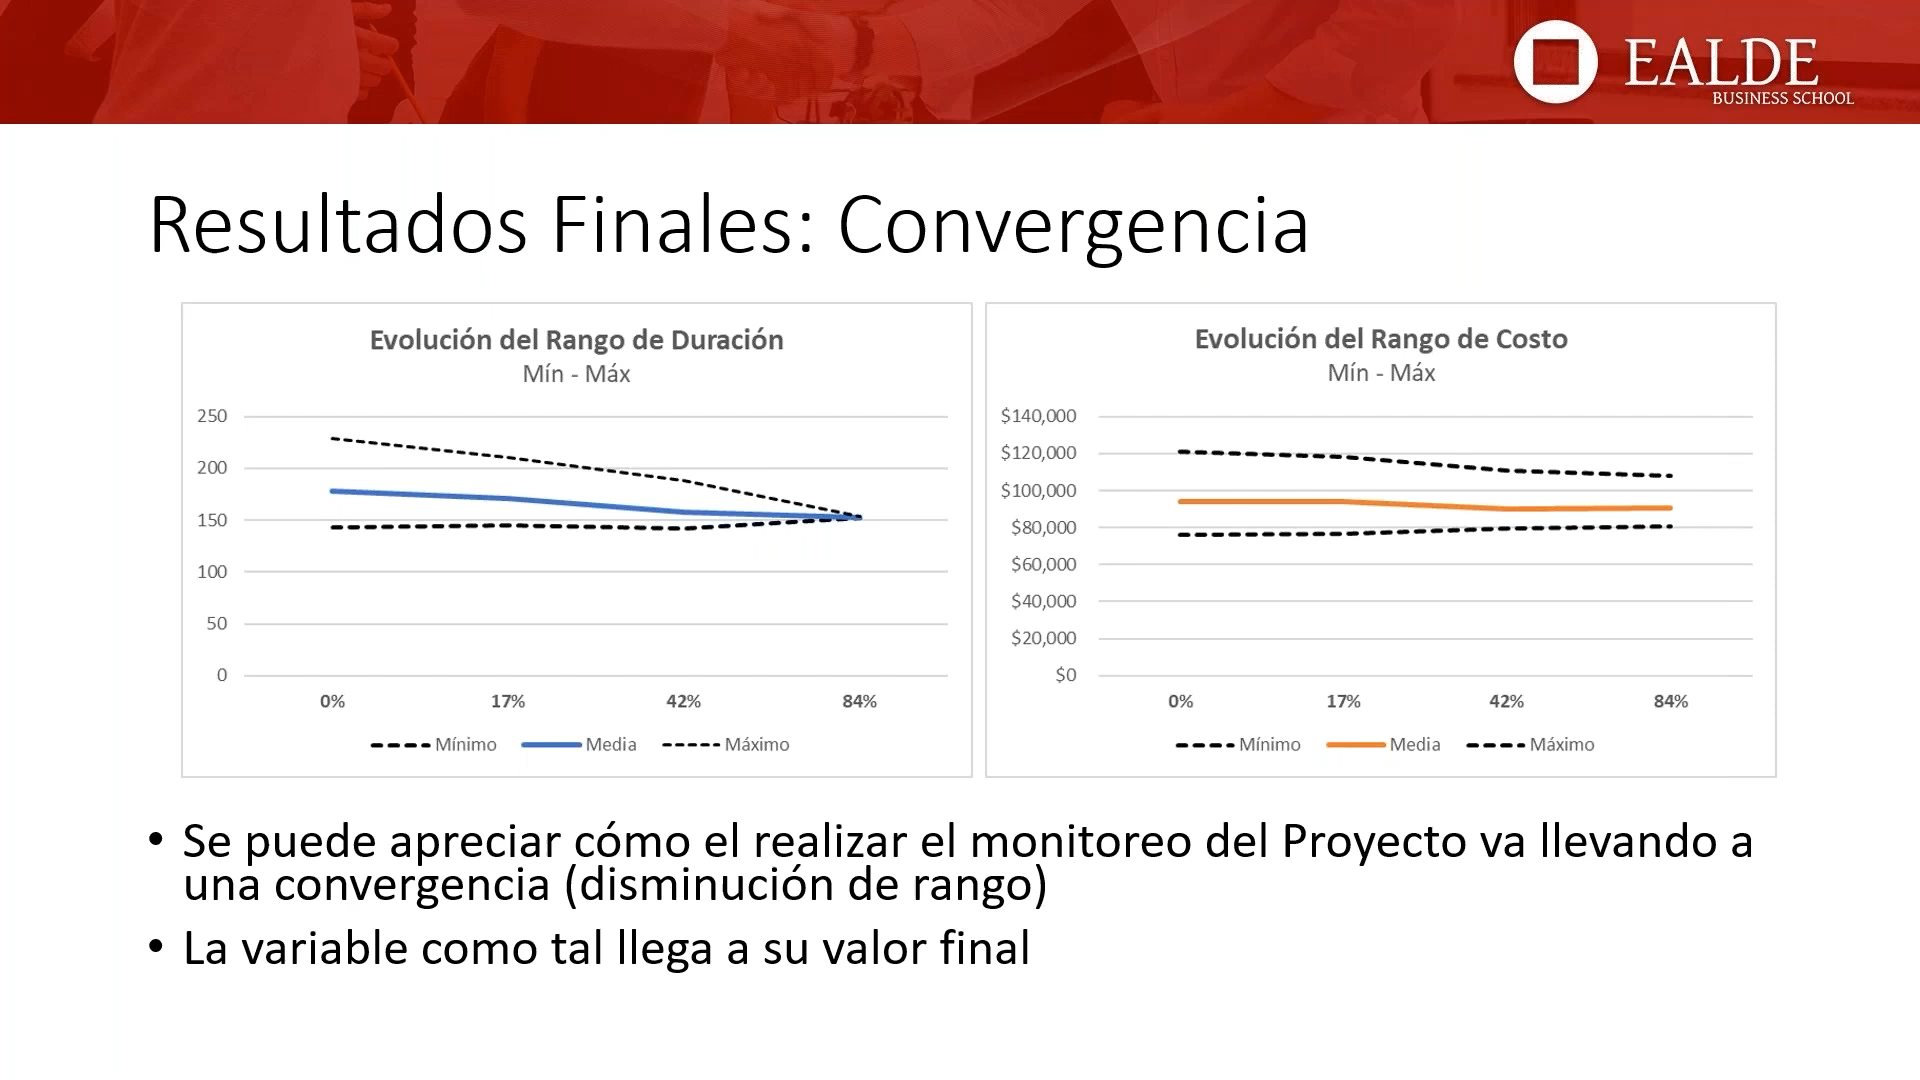 EALDE
BUSINESS SCHOOL
Resultados Finales: Convergencia
Evolución del Rango de Duración
Mín - Máx
250
200
150
100
50
0
0% 17% 42% 84%
Mínimo Media Máximo
Evolución del Rango de Costo
Mín - Máx
$140,000
$120,000
$100,000
$80,000
$60,000
$40,000
$20,000
$0
0% 17% 42% 84%
Mínimo Media Máximo
• Se puede apreciar cómo el realizar el monitoreo del Proyecto va llevando a
una convergencia (disminución de rango)
• La variable como tal llega a su valor final